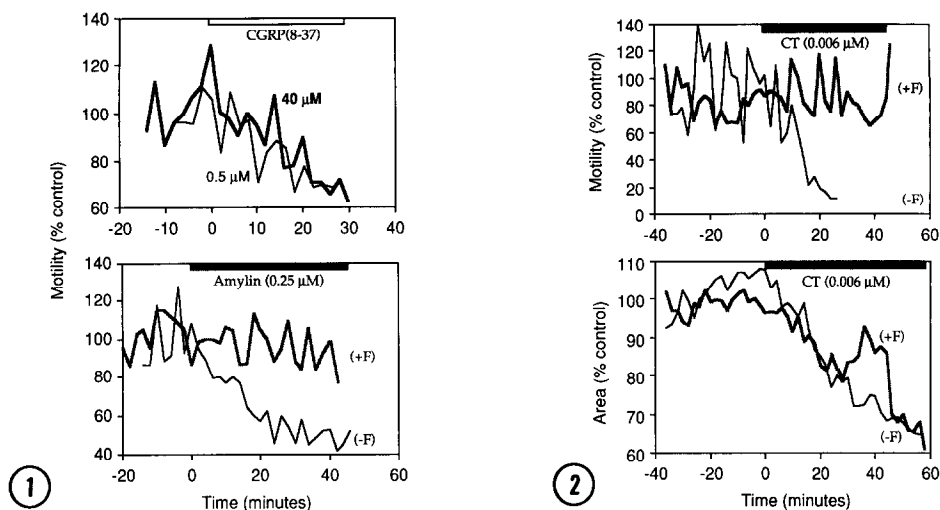 140
120
100
80
60
CGRP(8-37)
40 µM
0.5 µM
-20 -10 0 10 20 30 40
Motility (% control)
140
120
100
80
60
40
Amylin (0.25 µM)
(+F)
(-F)
-20 0 20 40 60
Time (minutes)
1
Motility (% control)
140
120
100
80
60
40
20
0
CT (0.006 µM)
(+F)
(-F)
-40 -20 0 20 40 60
Area (% control)
110
100
90
80
70
60
CT (0.006 µM)
(+F)
(-F)
-40 -20 0 20 40 60
Time (minutes)
2